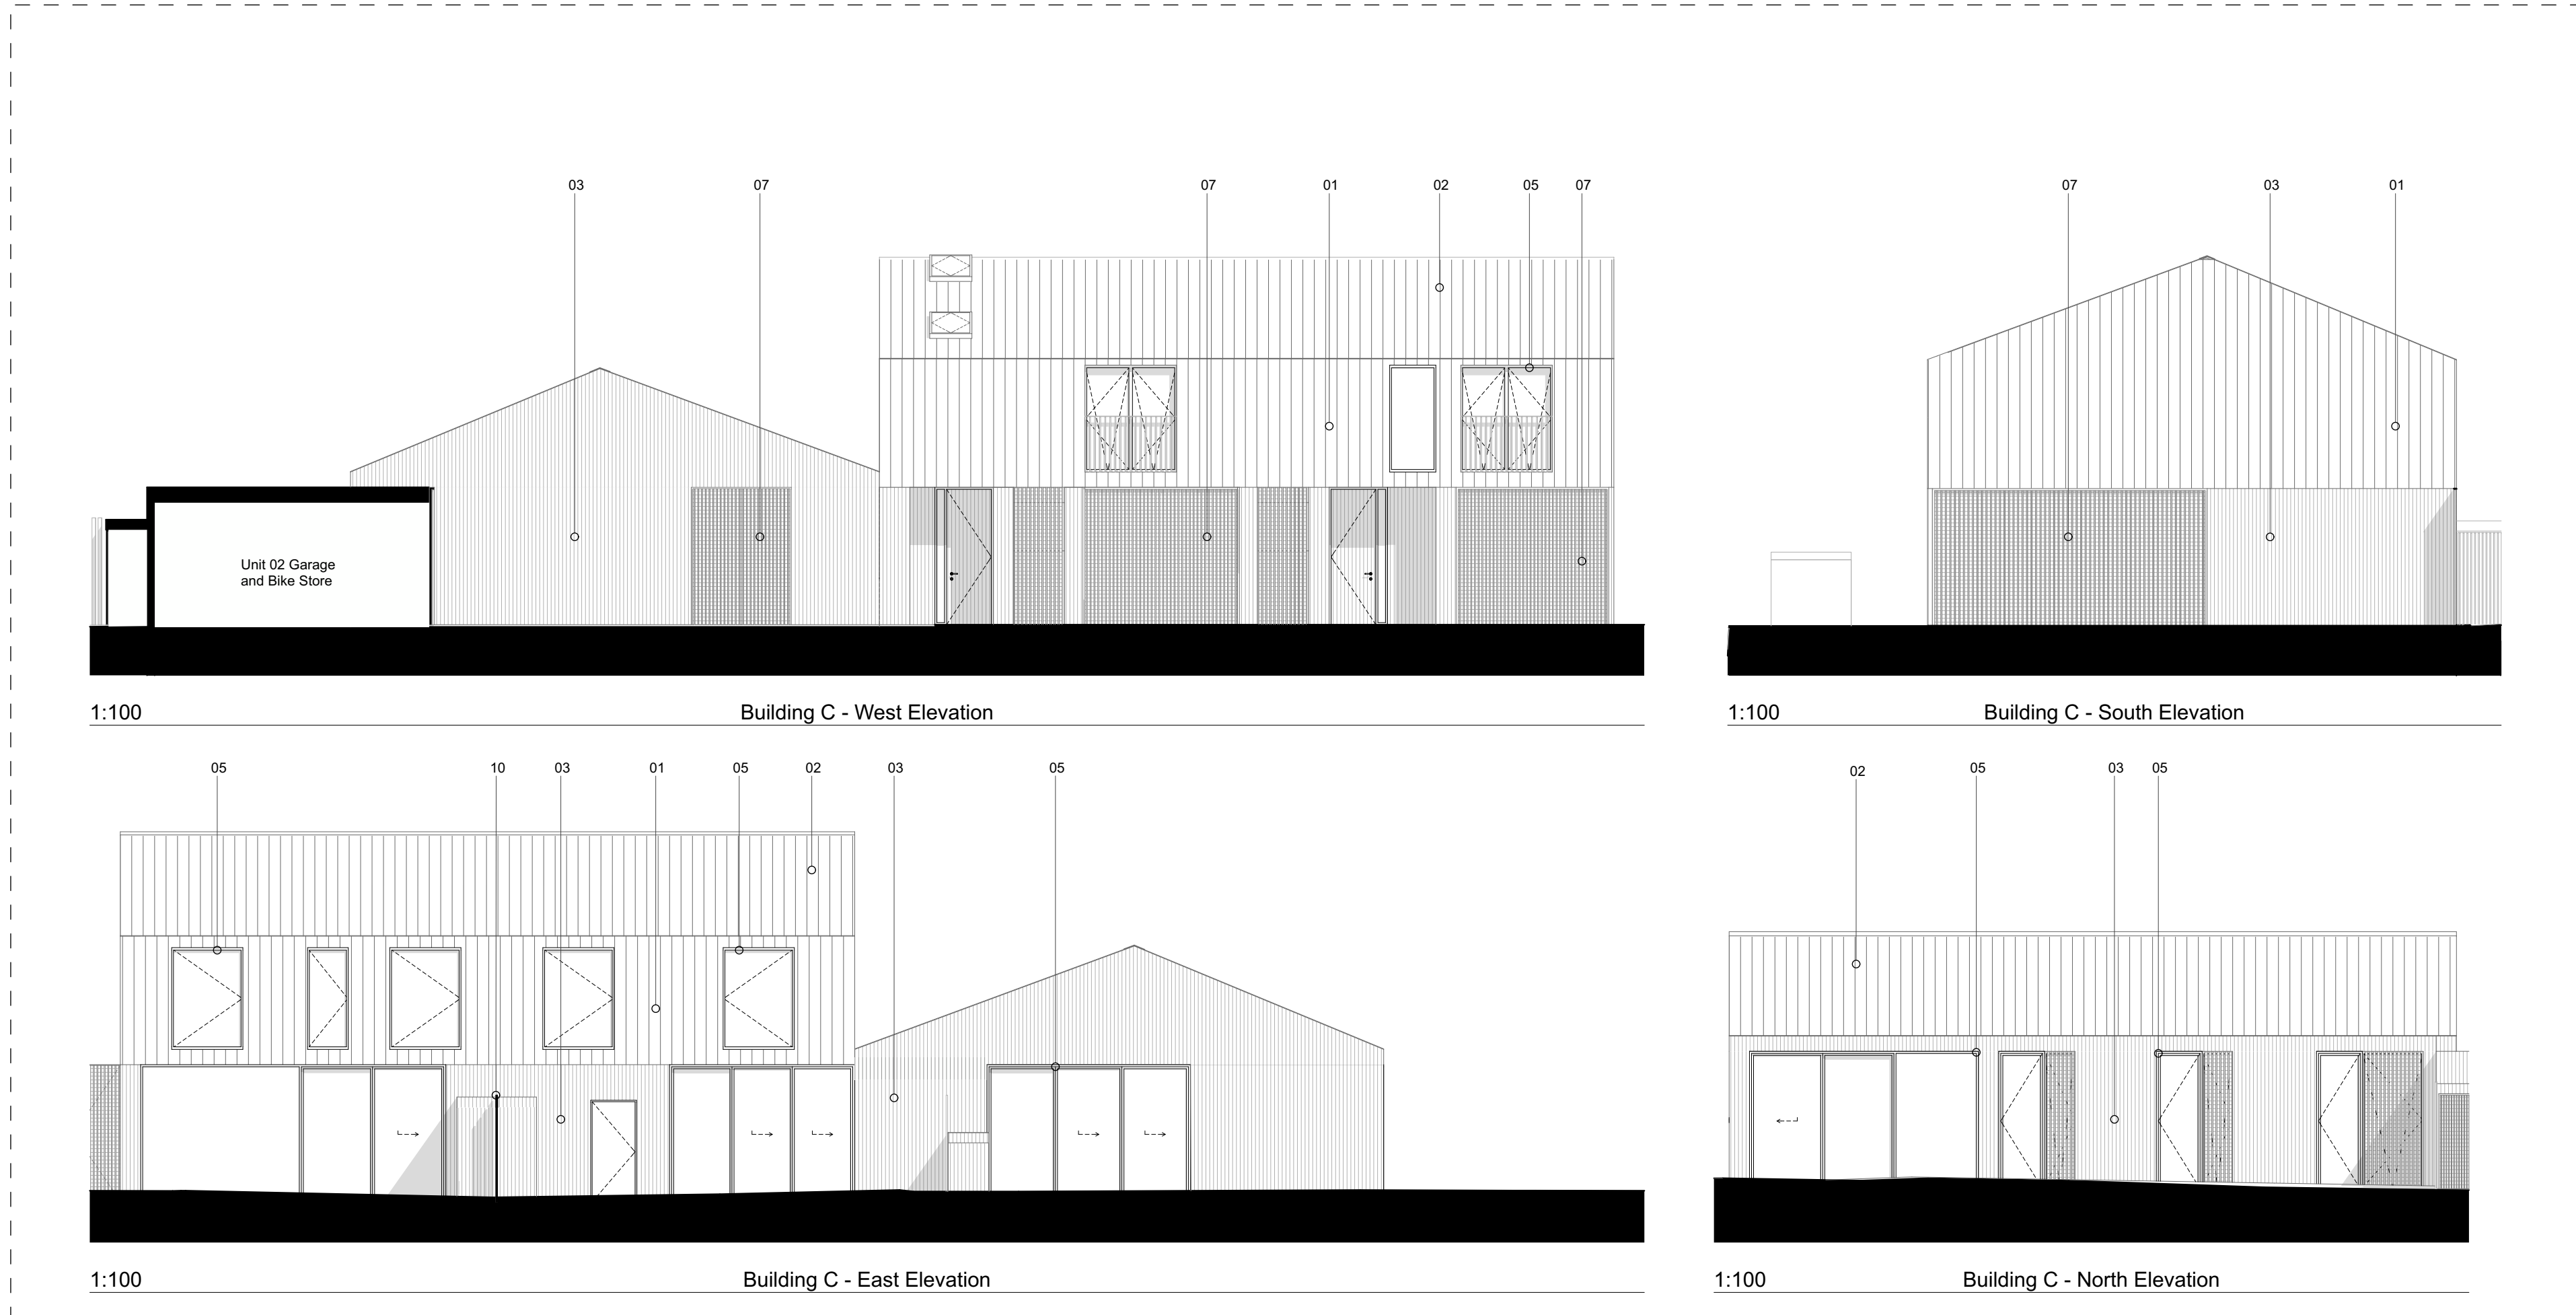 03 07 07 01 02 05 07
07 03 01
Unit 02 Garage
and Bike Store
1:100 Building C - West Elevation
1:100 Building C - South Elevation
05 10 03 01 05 02 03 05
02 05 03 05
1:100 Building C - East Elevation
1:100 Building C - North Elevation